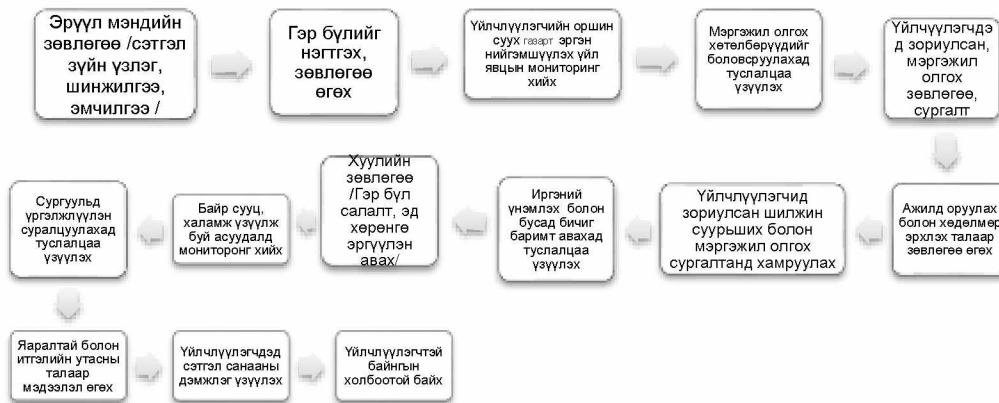 Эрүүл мэндийн
зөвлөгөө /сэтгэл
зүйн үзлэг,
шинжилгээ,
эмчилгээ /
Гэр бүлийг
нэгтгэх,
зөвлөгөө
өгөх
Үйлчлүүлэгчийн оршин
суух газарт эргэн
нийгэмшүүлэх үйл
явцын мониторинг
хийх
Мэргэжил олгох
хөтөлбөрүүдийг
боловсруулахад
туслалцаа
үзүүлэх
Үйлчлүүлэгчдэ
д зориулсан,
мэргэжил
олгох
зөвлөгөө,
сургалт
Ажилд оруулах
болон хөдөлмөр
эрхлэх талаар
зөвлөгөө өгөх
Үйлчлүүлэгчид
зориулсан шилжин
суурьших болон
мэргэжил олгох
сургалтанд хамруулах
Иргэний
үнэмлэх болон
бусад бичиг
баримт авахад
туслалцаа
үзүүлэх
Хуулийн
зөвлөгөө
/Гэр бүл
салалт, эд
хөрөнгө
эргүүлэн
авах/
Байр сууц,
халамж үзүүлж
буй асуудалд
мониторонг хийх
Сургуульд
үргэлжлүүлэн
суралцуулахад
туслалцаа
үзүүлэх
Яаралтай болон
итгэлийн утасны
талаар
мэдээлэл өгөх
Үйлчлүүлэгчдэд
сэтгэл санааны
дэмжлэг үзүүлэх
Үйлчлүүлэгчтэй
байнгын
холбоотой байх